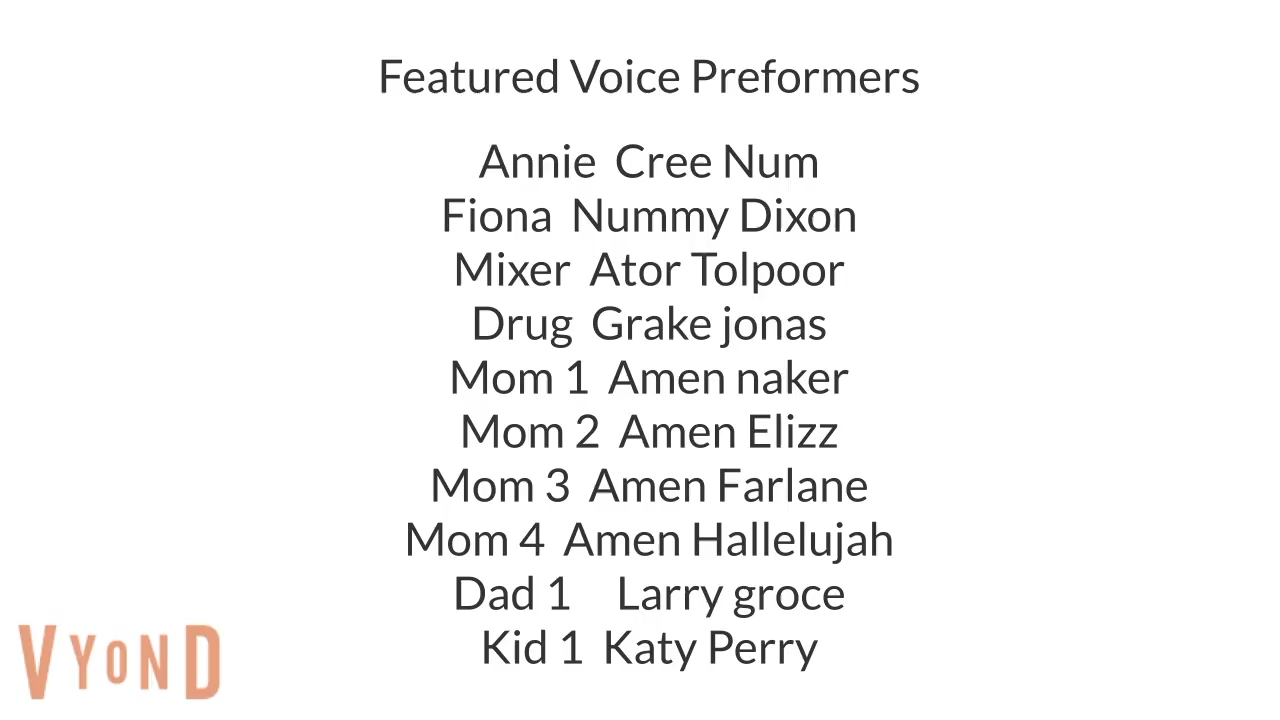 Featured Voice Preformers
Annie Cree Num
Fiona Nummy Dixon
Mixer Ator Tolpoor
Drug Grake jonas
Mom 1 Amen naker
Mom 2 Amen Elizz
Mom 3 Amen Farlane
Mom 4 Amen Hallelujah
Dad 1 Larry groce
Kid 1 Katy Perry
VYOND